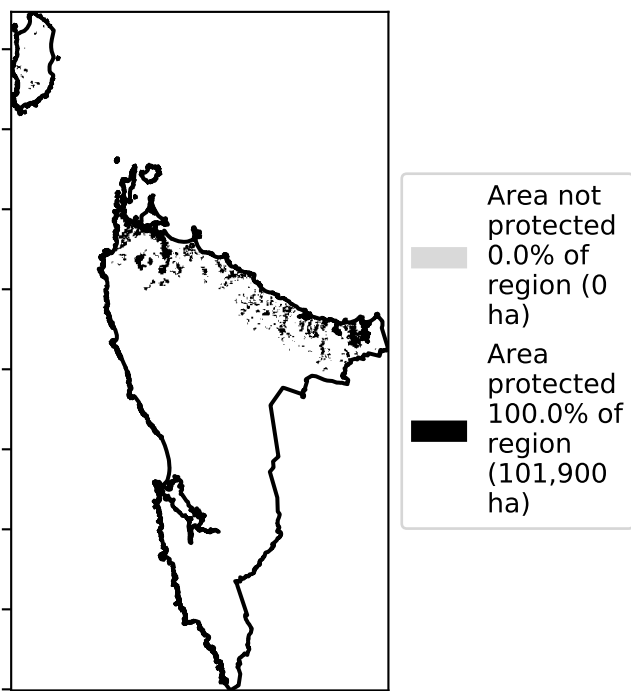 Area not
protected
0.0% of
region (0
ha)
Area
protected
100.0% of
region
(101,900
ha)